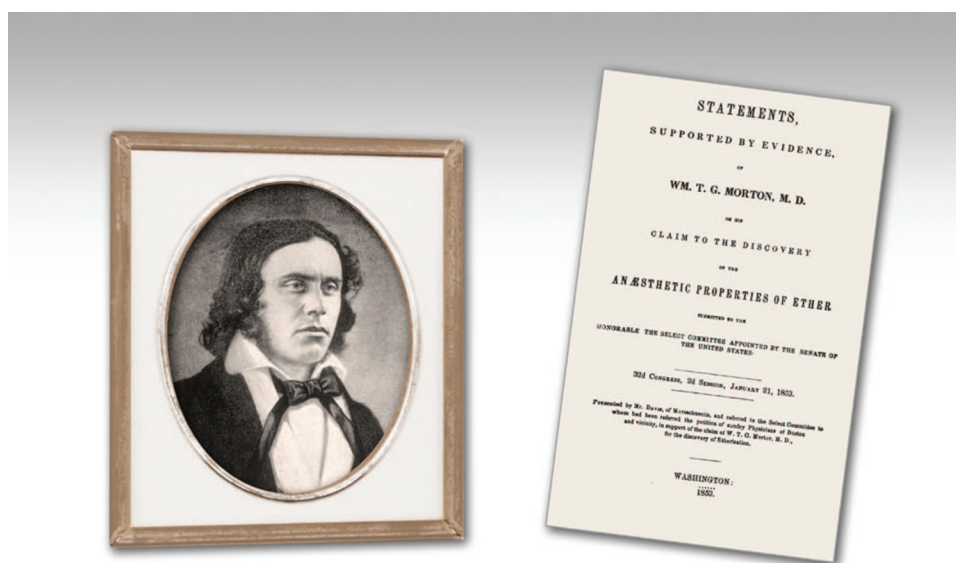 STATEMENTS,
SUPPORTED BY EVIDENCE,
OF
WM. T. G. MORTON, M. D.
ON HIS
CLAIM TO THE DISCOVERY
OF THE
ANÆSTHETIC PROPERTIES OF ETHER
SUBMITTED TO THE
HONORABLE THE SELECT COMMITTEE APPOINTED BY THE SENATE OF
THE UNITED STATES.
32d Congress, 2d Session, January 21, 1853.
Presented by Mr. Davis, of Massachusetts, and referred to the Select Committee to
whom had been referred the petition of sundry Physicians of Boston
and vicinity, in support of the claim of W. T. G. Morton, M. D.,
for the discovery of Etherization.
WASHINGTON:
1853.